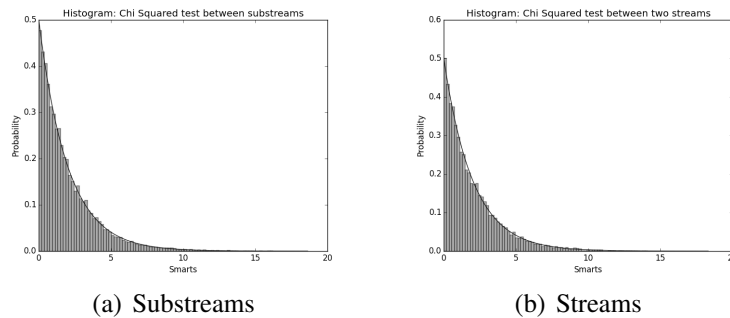 Histogram: Chi Squared test between substreams
0.5
0.4
0.3
0.2
0.1
0.0
Probability
0 5 10 15 20
Smarts
(a) Substreams
Histogram: Chi Squared test between two streams
0.6
0.5
0.4
0.3
0.2
0.1
0.0
Probability
0 5 10 15 20
Smarts
(b) Streams